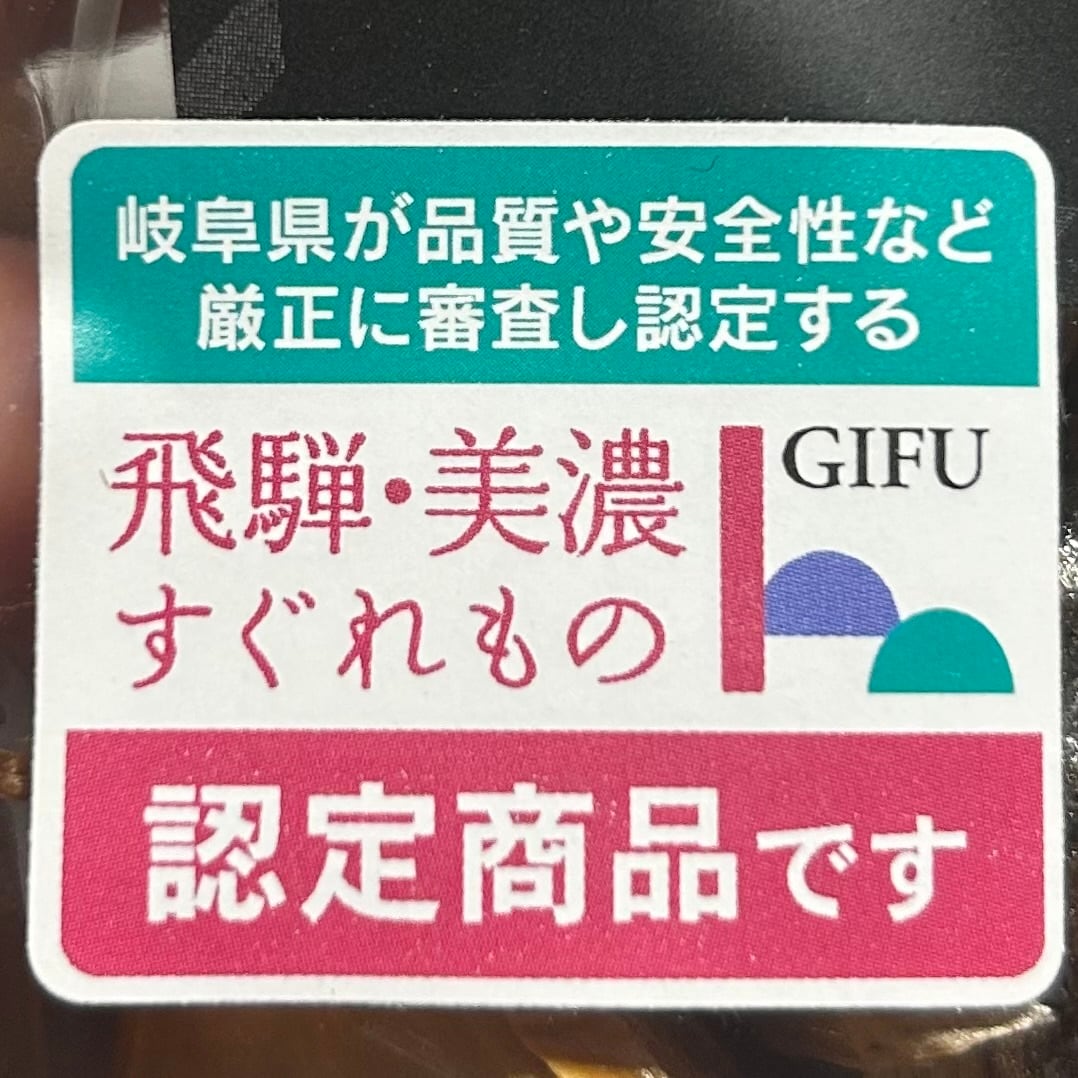 岐阜県が品質や安全性など
厳正に審査し認定する
飛騨・美濃
すぐれもの
GIFU
認定商品です